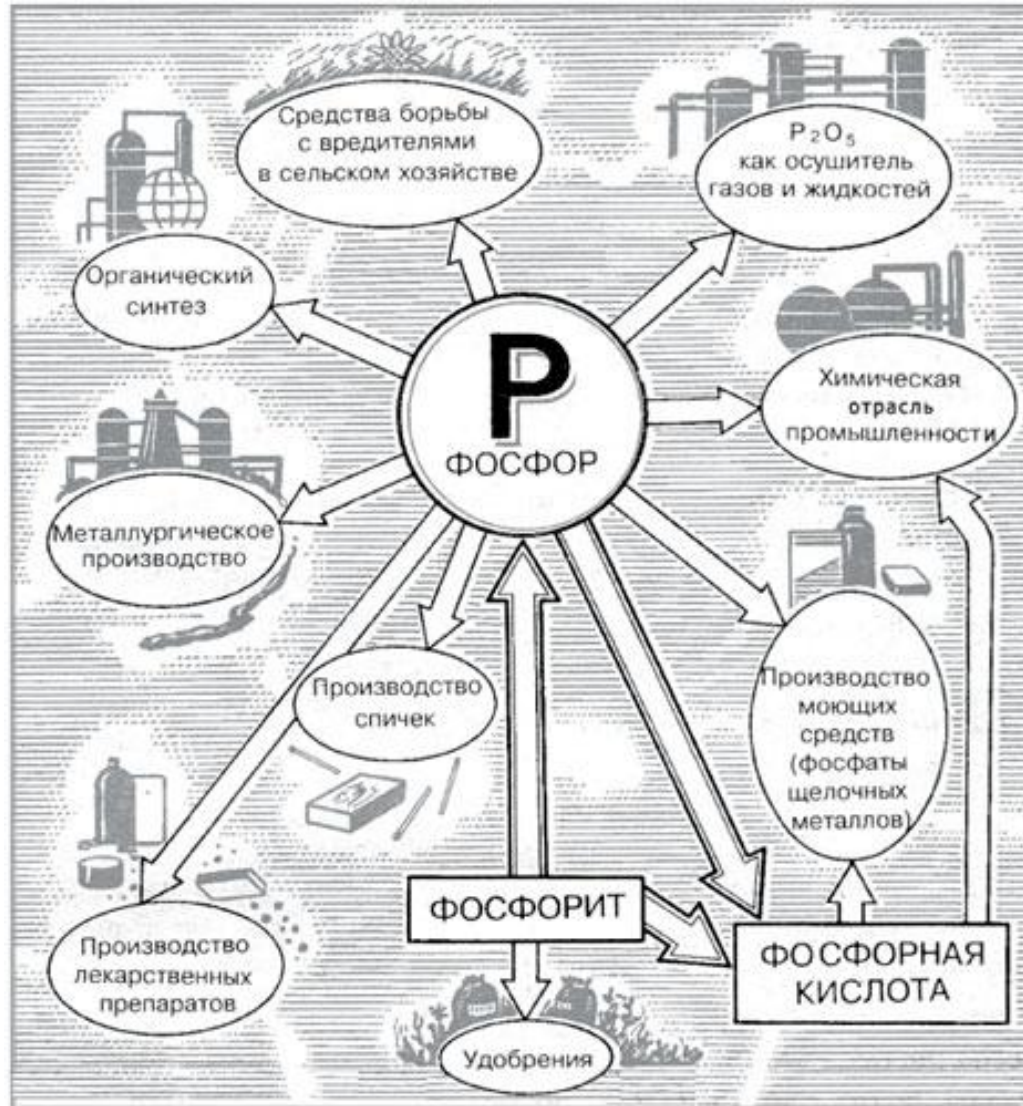 Средства борьбы
с вредителями
в сельском хозяйстве
P₂O₅
как осушитель
газов и жидкостей
Органический
синтез
P
ФОСФОР
Химическая
отрасль
промышленности
Металлургическое
производство
Производство
спичек
Производство
моющих
средств
(фосфаты
щелочных
металлов)
ФОСФОРИТ
ФОСФОРНАЯ
КИСЛОТА
Производство
лекарственных
препаратов
Удобрения